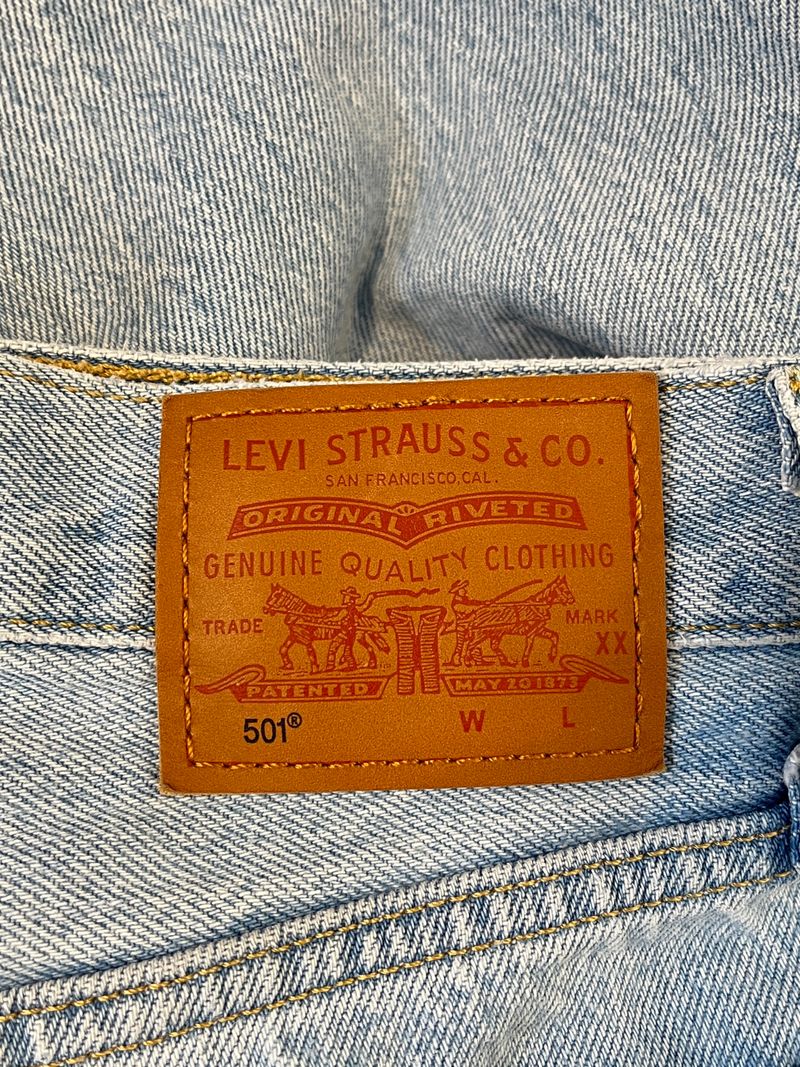 LEVI STRAUSS & CO.
SAN FRANCISCO, CAL.
ORIGINAL RIVETED
GENUINE QUALITY CLOTHING
TRADE MARK
XX
PATENTED MAY 20 1873
501® W L